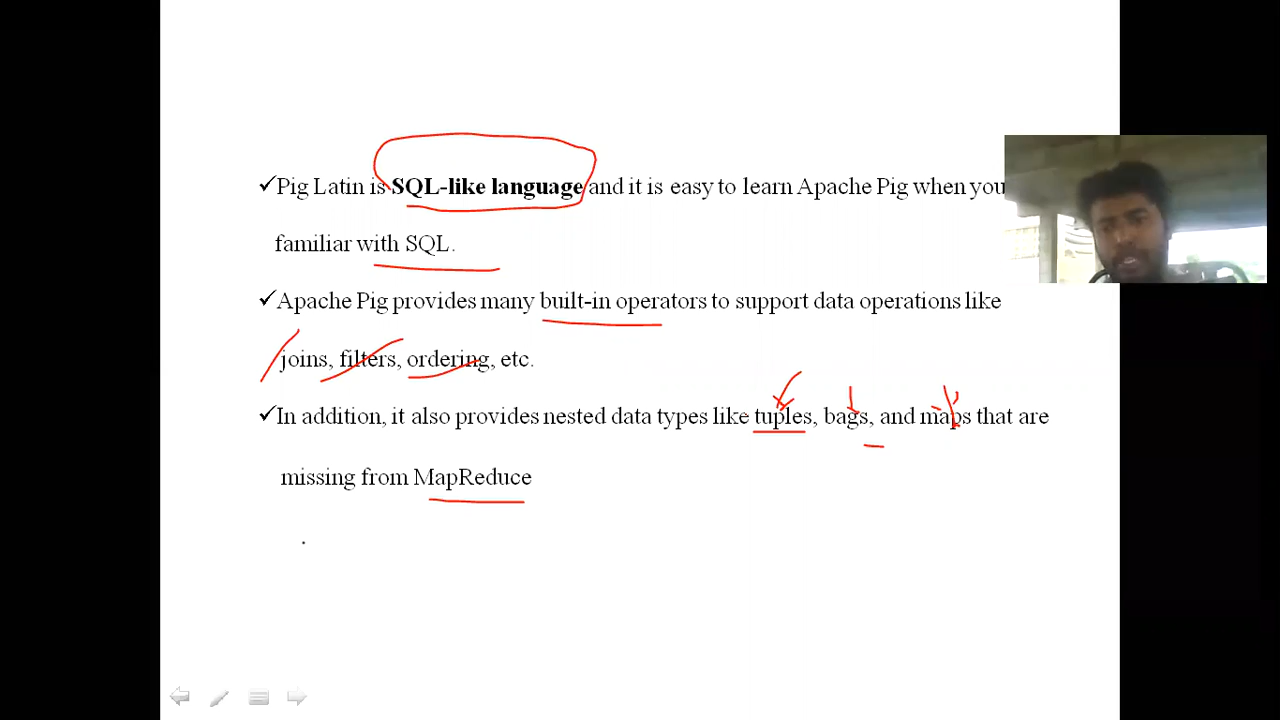 ✓Pig Latin is SQL-like language and it is easy to learn Apache Pig when you
familiar with SQL.
✓Apache Pig provides many built-in operators to support data operations like
joins, filters, ordering, etc.
✓In addition, it also provides nested data types like tuples, bags, and maps that are
missing from MapReduce
.